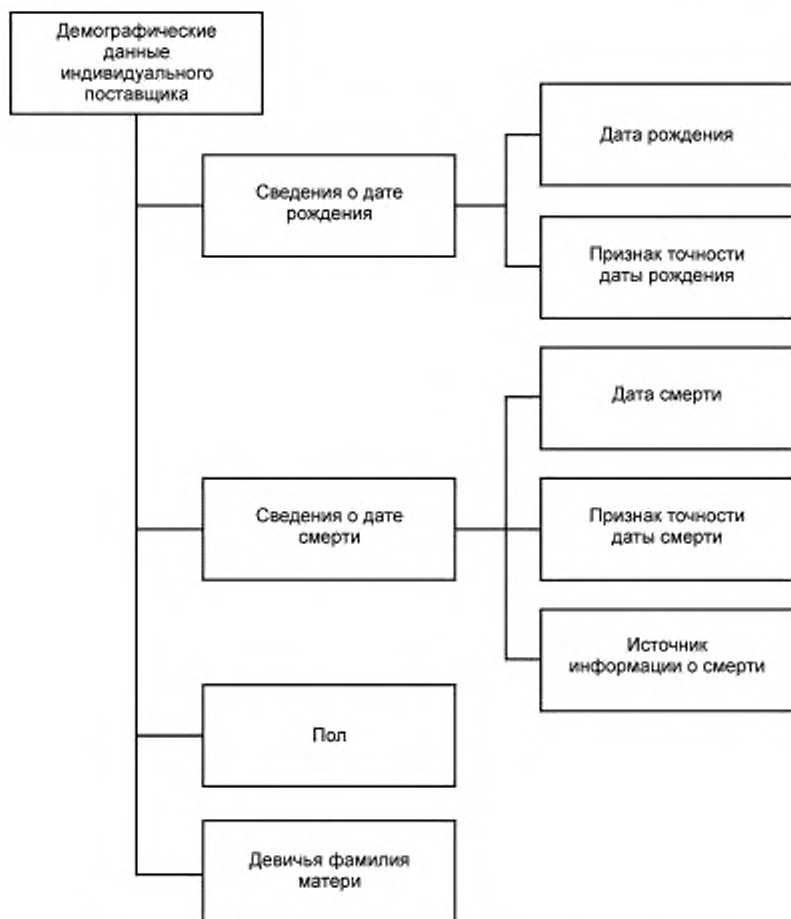 Демографические
данные
индивидуального
поставщика
Дата рождения
Сведения о дате
рождения
Признак точности
даты рождения
Дата смерти
Сведения о дате
смерти
Признак точности
даты смерти
Источник
информации о смерти
Пол
Девичья фамилия
матери